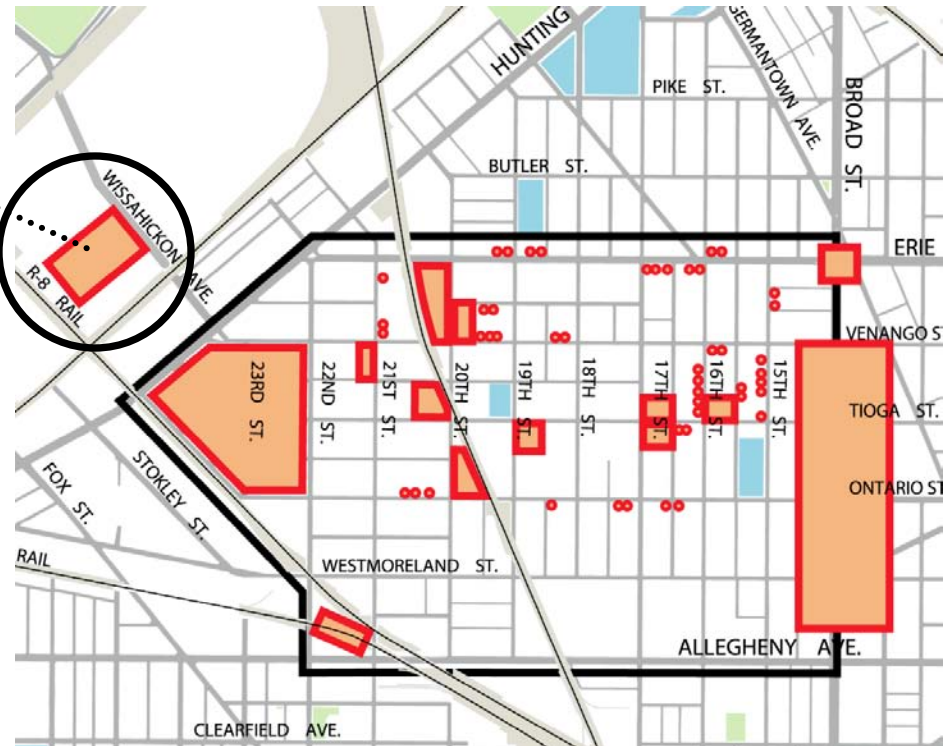 HUNTING
GERMANTOWN AVE.
BROAD ST.
PIKE ST.
BUTLER ST.
WISSAHICKON AVE.
ERIE
R-8 RAIL
VENANGO S
23RD ST.
22ND ST.
21ST ST.
20TH ST.
19TH ST.
18TH ST.
17TH ST.
16TH ST.
15TH ST.
TIOGA ST.
ONTARIO ST
FOX ST.
STOKLEY ST.
RAIL
WESTMORELAND ST.
ALLEGHENY AVE.
CLEARFIELD AVE.